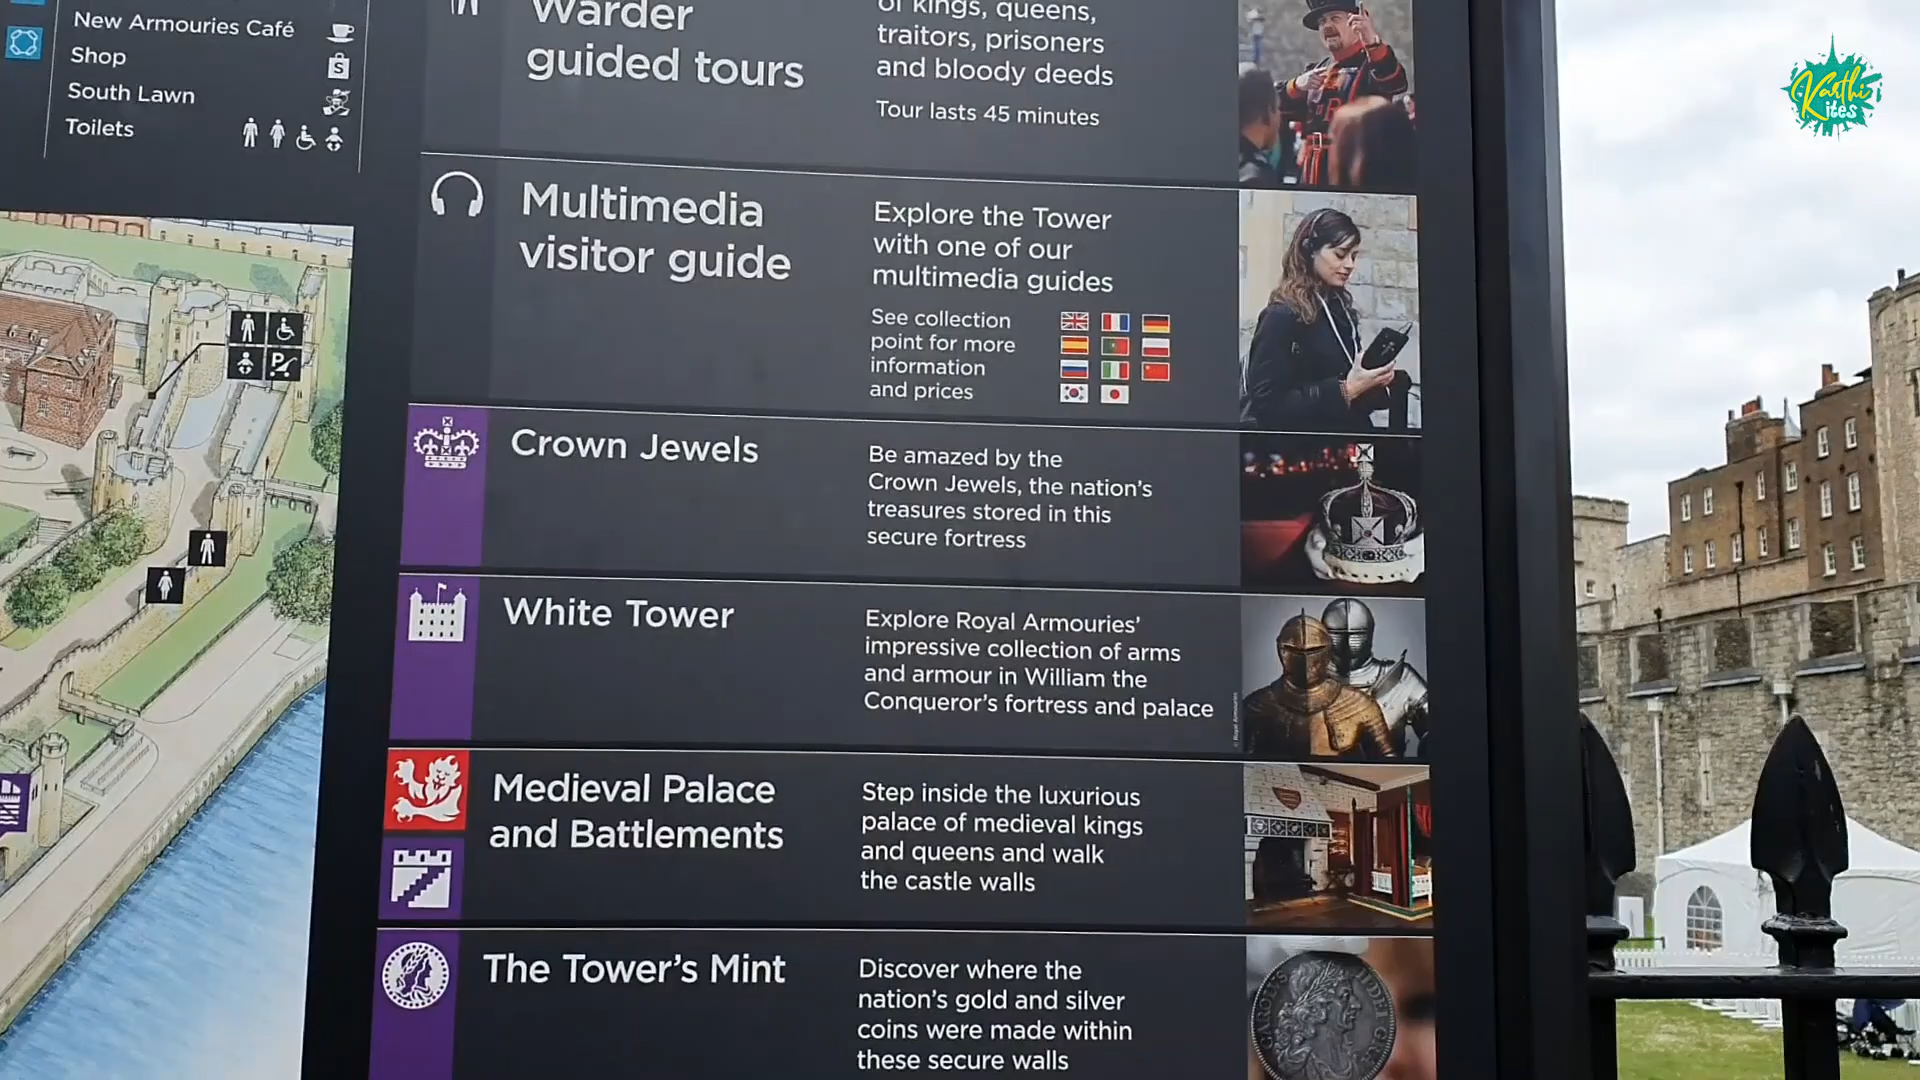 New Armouries Café
Shop
South Lawn
Toilets
Warder
guided tours
of kings, queens,
traitors, prisoners
and bloody deeds
Tour lasts 45 minutes
Multimedia
visitor guide
Explore the Tower
with one of our
multimedia guides
See collection
point for more
information
and prices
Crown Jewels
Be amazed by the
Crown Jewels, the nation's
treasures stored in this
secure fortress
White Tower
Explore Royal Armouries'
impressive collection of arms
and armour in William the
Conqueror's fortress and palace
© Royal Armouries
Medieval Palace
and Battlements
Step inside the luxurious
palace of medieval kings
and queens and walk
the castle walls
The Tower's Mint
Discover where the
nation's gold and silver
coins were made within
these secure walls
Karthi
Kites